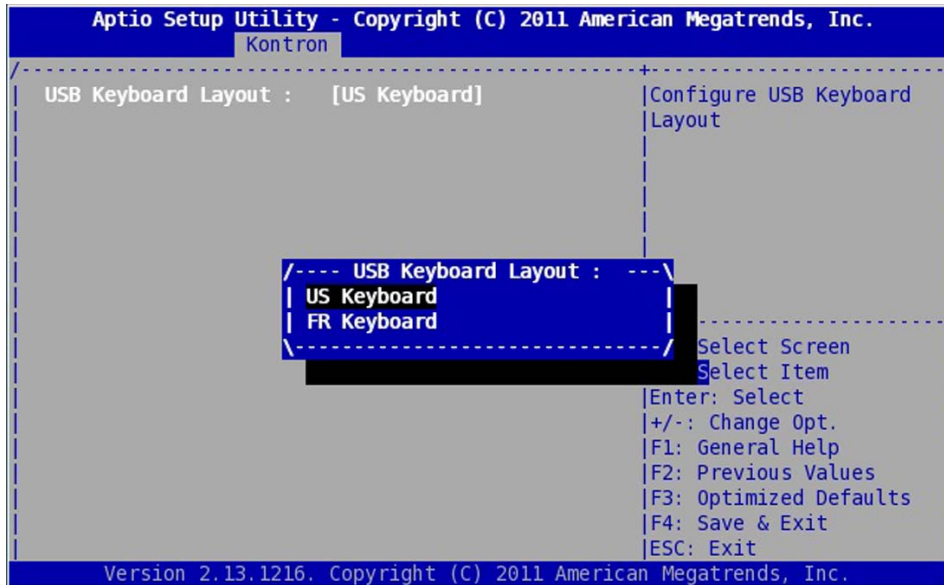 Aptio Setup Utility - Copyright (C) 2011 American Megatrends, Inc.
Kontron
USB Keyboard Layout : [US Keyboard]
Configure USB Keyboard
Layout
/---- USB Keyboard Layout : ---\
US Keyboard
FR Keyboard
Select Screen
Select Item
Enter: Select
+/-: Change Opt.
F1: General Help
F2: Previous Values
F3: Optimized Defaults
F4: Save & Exit
ESC: Exit
Version 2.13.1216. Copyright (C) 2011 American Megatrends, Inc.